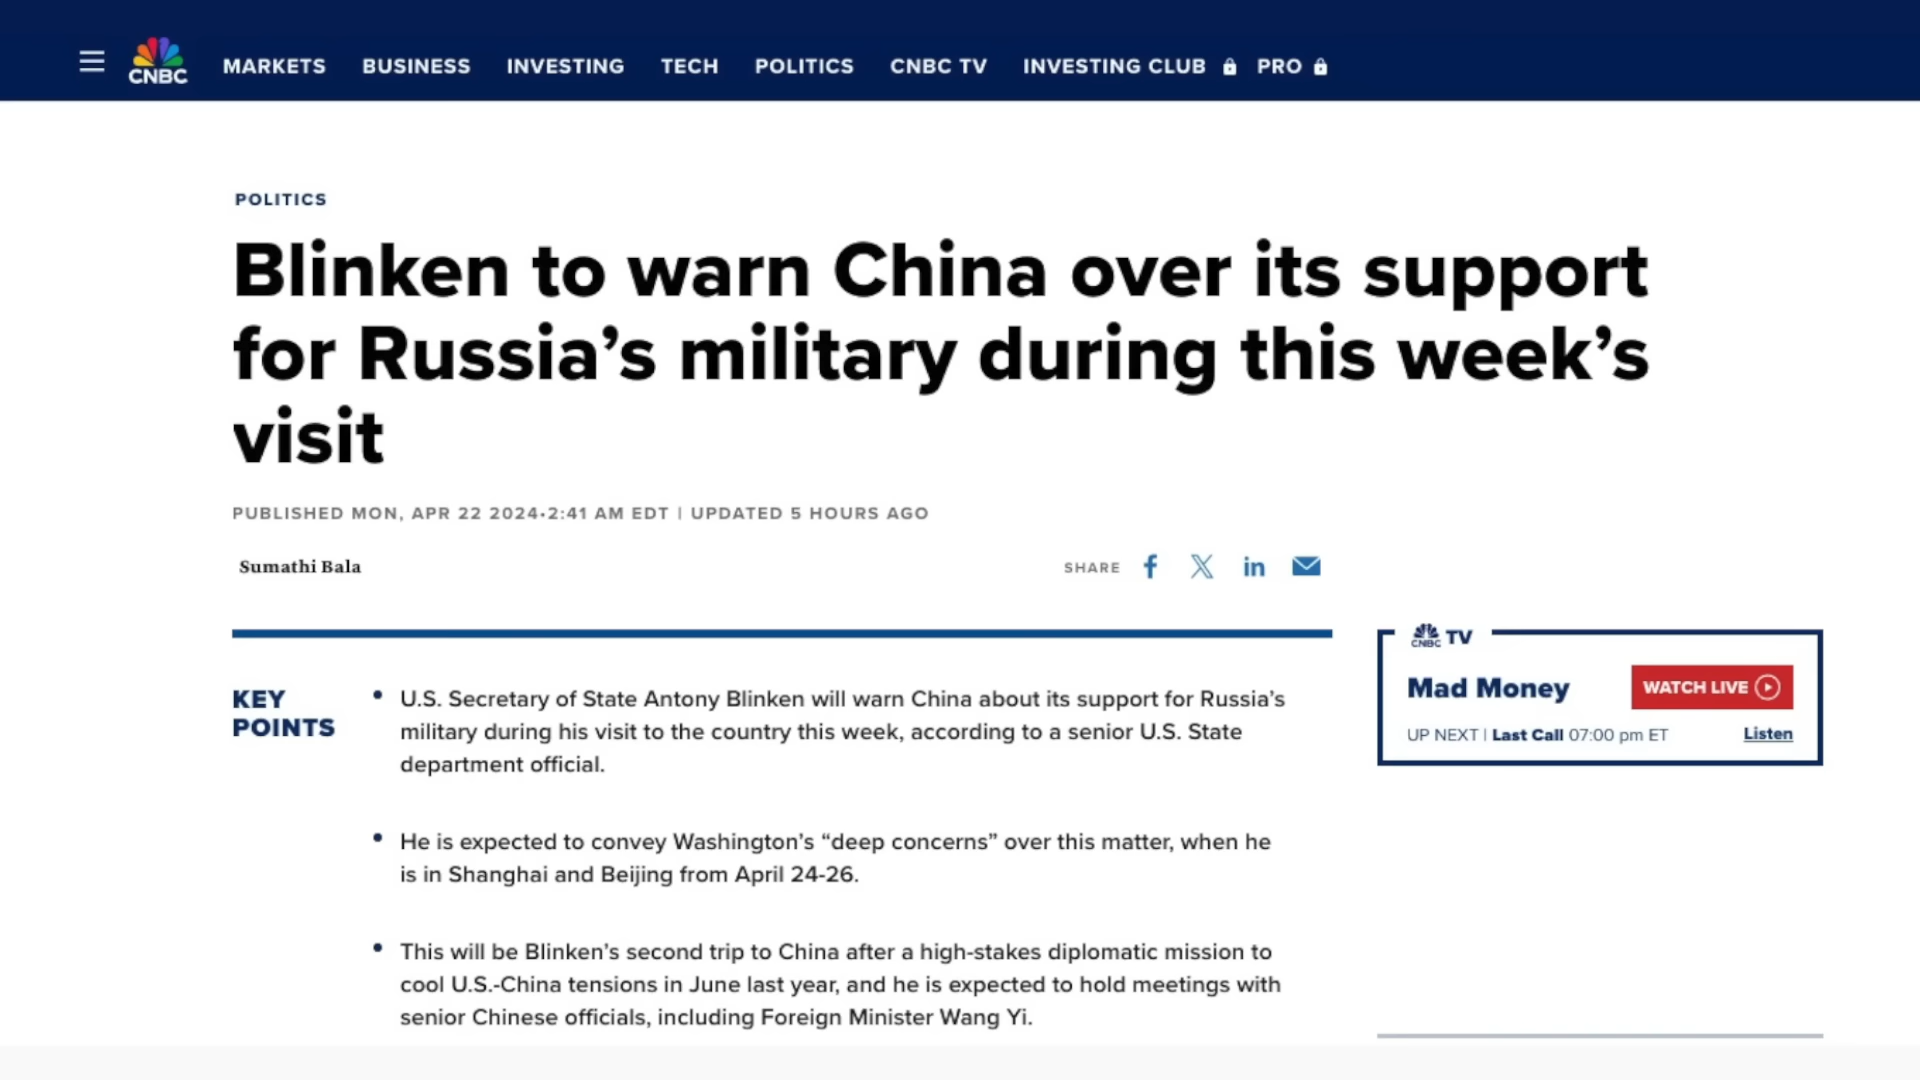 CNBC
MARKETS BUSINESS INVESTING TECH POLITICS CNBC TV INVESTING CLUB PRO
POLITICS
Blinken to warn China over its support
for Russia’s military during this week’s
visit
PUBLISHED MON, APR 22 2024•2:41 AM EDT | UPDATED 5 HOURS AGO
Sumathi Bala
SHARE
KEY
POINTS
• U.S. Secretary of State Antony Blinken will warn China about its support for Russia’s
military during his visit to the country this week, according to a senior U.S. State
department official.
• He is expected to convey Washington’s “deep concerns” over this matter, when he
is in Shanghai and Beijing from April 24-26.
• This will be Blinken’s second trip to China after a high-stakes diplomatic mission to
cool U.S.-China tensions in June last year, and he is expected to hold meetings with
senior Chinese officials, including Foreign Minister Wang Yi.
CNBC TV
Mad Money
WATCH LIVE
UP NEXT | Last Call 07:00 pm ET
Listen